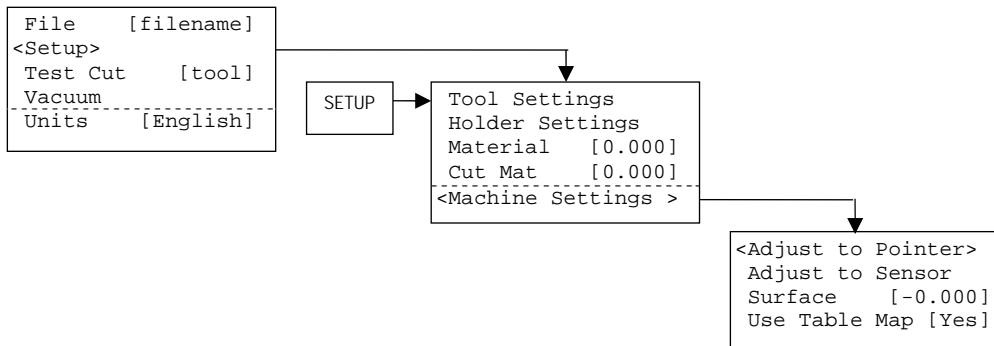 File [filename]
<Setup>
Test Cut [tool]
Vacuum
Units [English]
SETUP
Tool Settings
Holder Settings
Material [0.000]
Cut Mat [0.000]
<Machine Settings >
<Adjust to Pointer>
Adjust to Sensor
Surface [-0.000]
Use Table Map [Yes]